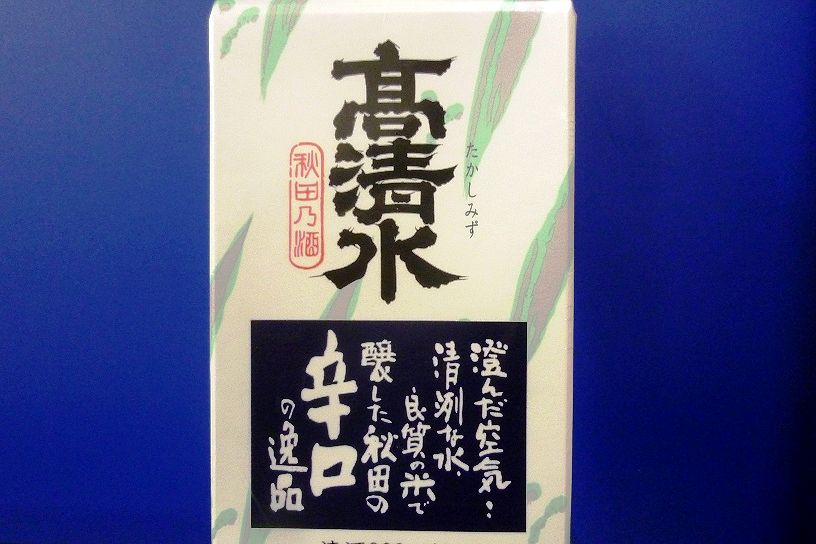 髙清水
たかしみず
秋田乃酒
澄んだ空気…
清冽な水、
良質の米で
醸した秋田の
辛口
の逸品